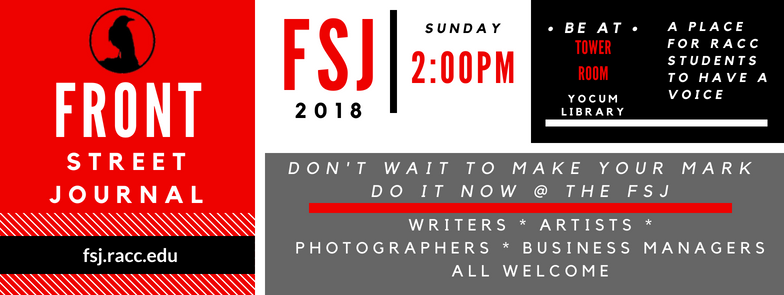 FRONT
STREET
JOURNAL
fsj.racc.edu
FSJ
2018
SUNDAY
2:00PM
• BE AT •
TOWER
ROOM
YOCUM
LIBRARY
A PLACE
FOR RACC
STUDENTS
TO HAVE A
VOICE
DON'T WAIT TO MAKE YOUR MARK
DO IT NOW @ THE FSJ
WRITERS * ARTISTS *
PHOTOGRAPHERS * BUSINESS MANAGERS
ALL WELCOME